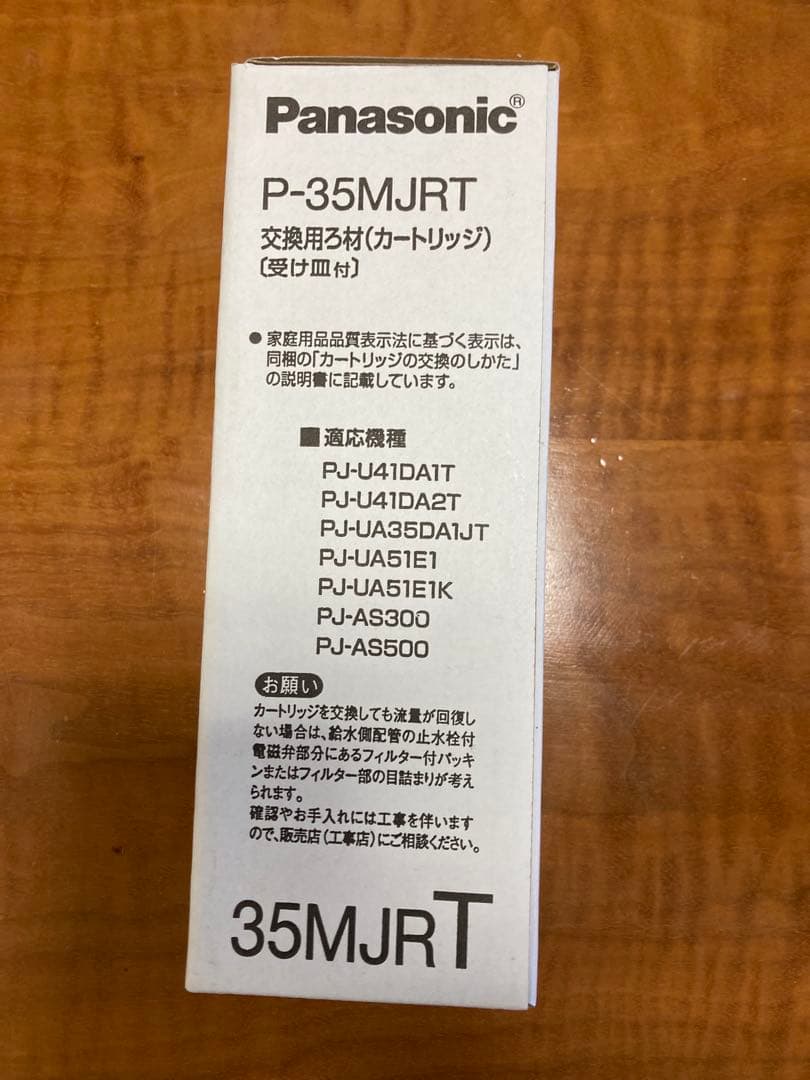 Panasonic®
P-35MJRT
交換用ろ材(カートリッジ)
〔受け皿付〕
● 家庭用品品質表示法に基づく表示は、
同梱の「カートリッジの交換のしかた」
の説明書に記載しています。
■適応機種
PJ-U41DA1T
PJ-U41DA2T
PJ-UA35DA1JT
PJ-UA51E1
PJ-UA51E1K
PJ-AS300
PJ-AS500
お願い
カートリッジを交換しても流量が回復し
ない場合は、給水側配管の止水栓付
電磁弁部分にあるフィルター付パッキ
ンまたはフィルター部の目詰まりが考え
られます。
確認やお手入れには工事を伴います
ので、販売店(工事店)にご相談ください。
35MJRT